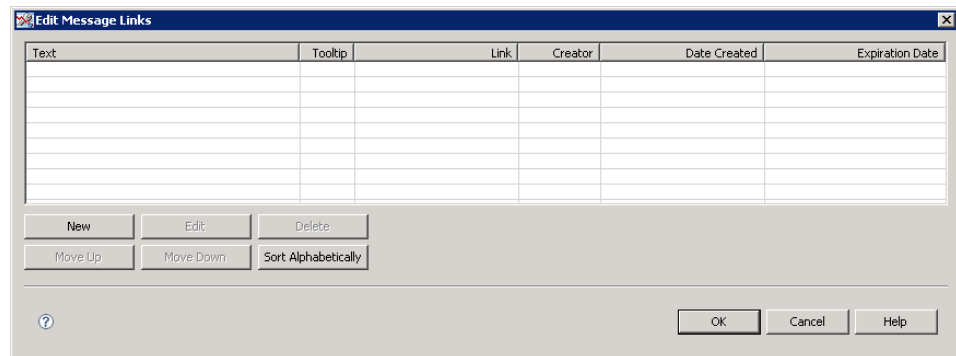 Edit Message Links
Text Tooltip Link Creator Date Created Expiration Date
New Edit Delete
Move Up Move Down Sort Alphabetically
? OK Cancel Help